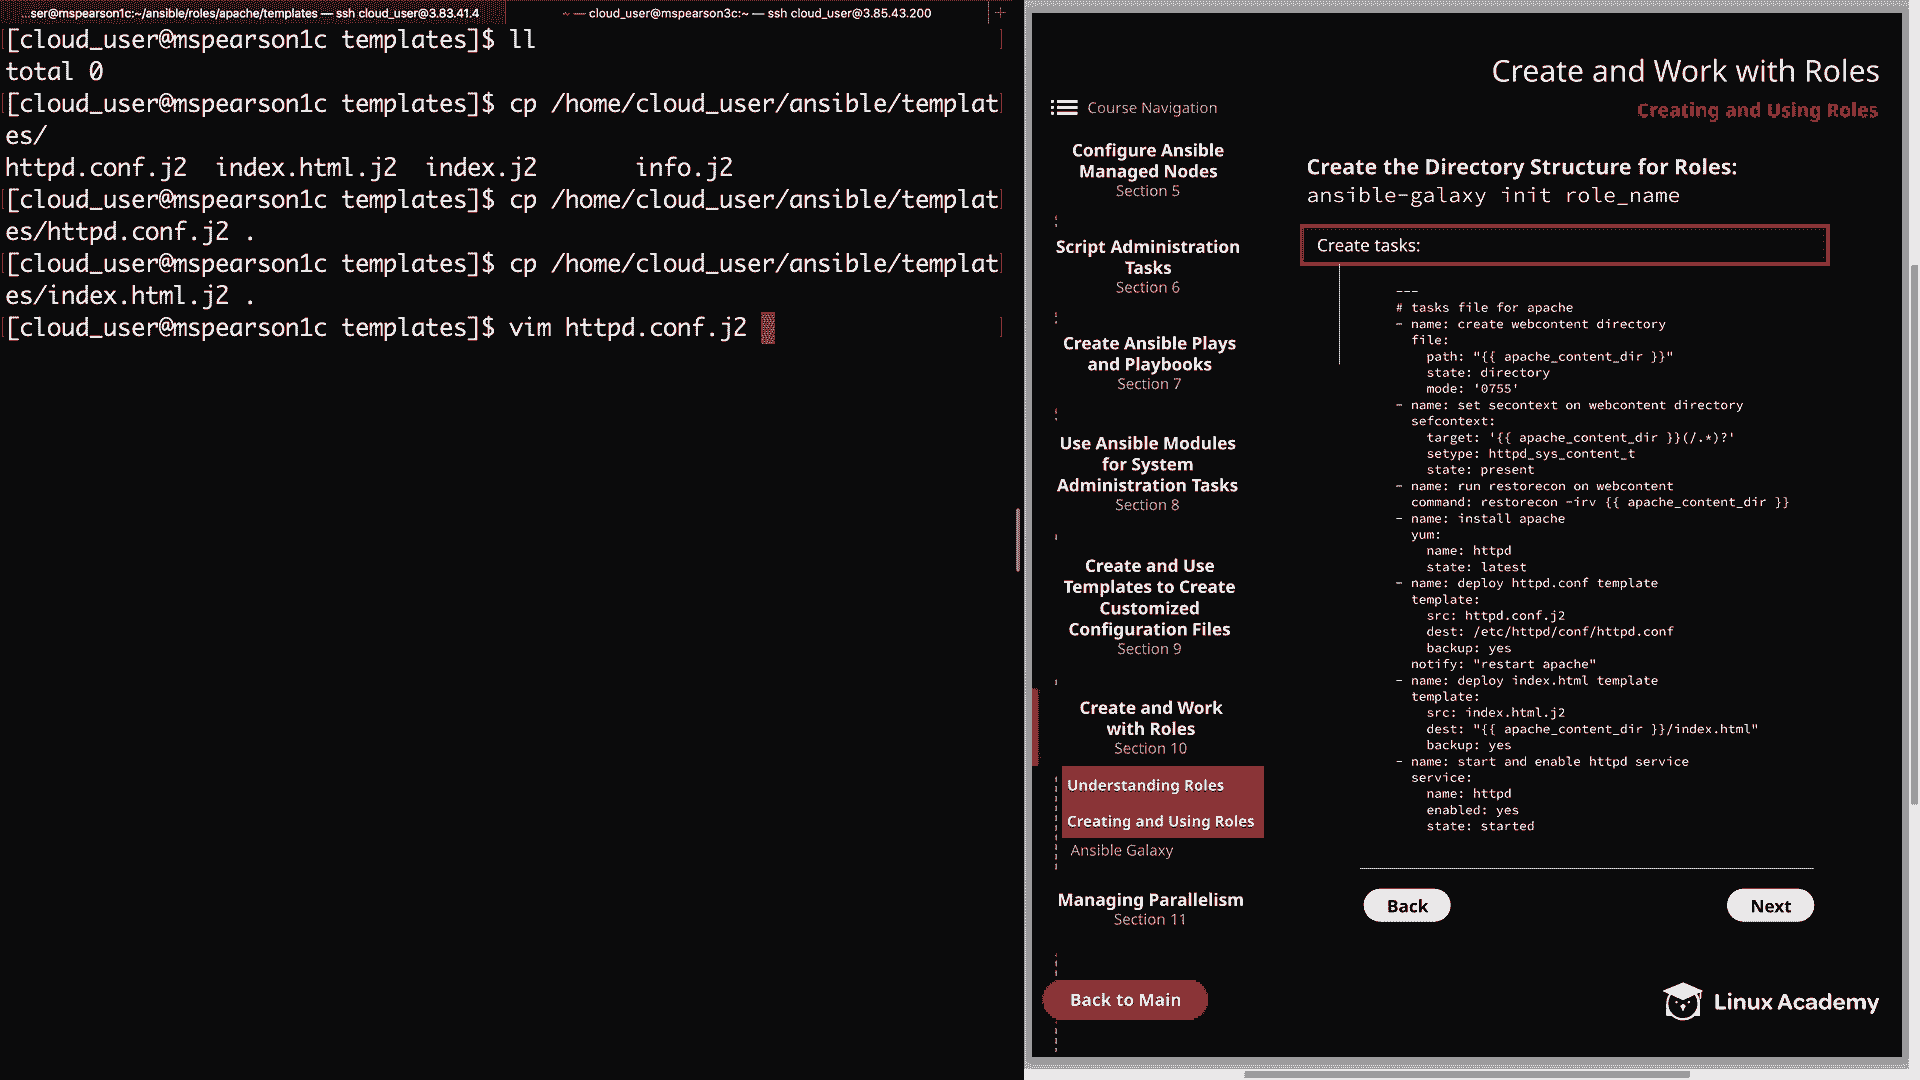 ...ser@mspearson1c:~/ansible/roles/apache/templates — ssh cloud_user@3.83.41.4
~ — cloud_user@mspearson3c:~ — ssh cloud_user@3.85.43.200
+
[cloud_user@mspearson1c templates]$ ll
total 0
[cloud_user@mspearson1c templates]$ cp /home/cloud_user/ansible/templat
es/
httpd.conf.j2  index.html.j2  index.j2       info.j2
[cloud_user@mspearson1c templates]$ cp /home/cloud_user/ansible/templat
es/httpd.conf.j2 .
[cloud_user@mspearson1c templates]$ cp /home/cloud_user/ansible/templat
es/index.html.j2 .
[cloud_user@mspearson1c templates]$ vim httpd.conf.j2
Create and Work with Roles
Creating and Using Roles
Course Navigation
Configure Ansible
Managed Nodes
Section 5
Script Administration
Tasks
Section 6
Create Ansible Plays
and Playbooks
Section 7
Use Ansible Modules
for System
Administration Tasks
Section 8
Create and Use
Templates to Create
Customized
Configuration Files
Section 9
Create and Work
with Roles
Section 10
Understanding Roles
Creating and Using Roles
Ansible Galaxy
Managing Parallelism
Section 11
Back to Main
Create the Directory Structure for Roles:
ansible-galaxy init role_name
Create tasks:
---
# tasks file for apache
- name: create webcontent directory
  file:
    path: "{{ apache_content_dir }}"
    state: directory
    mode: '0755'
- name: set secontext on webcontent directory
  sefcontext:
    target: '{{ apache_content_dir }}(/.*)?'
    setype: httpd_sys_content_t
    state: present
- name: run restorecon on webcontent
  command: restorecon -irv {{ apache_content_dir }}
- name: install apache
  yum:
    name: httpd
    state: latest
- name: deploy httpd.conf template
  template:
    src: httpd.conf.j2
    dest: /etc/httpd/conf/httpd.conf
    backup: yes
  notify: "restart apache"
- name: deploy index.html template
  template:
    src: index.html.j2
    dest: "{{ apache_content_dir }}/index.html"
    backup: yes
- name: start and enable httpd service
  service:
    name: httpd
    enabled: yes
    state: started
Back
Next
Linux Academy